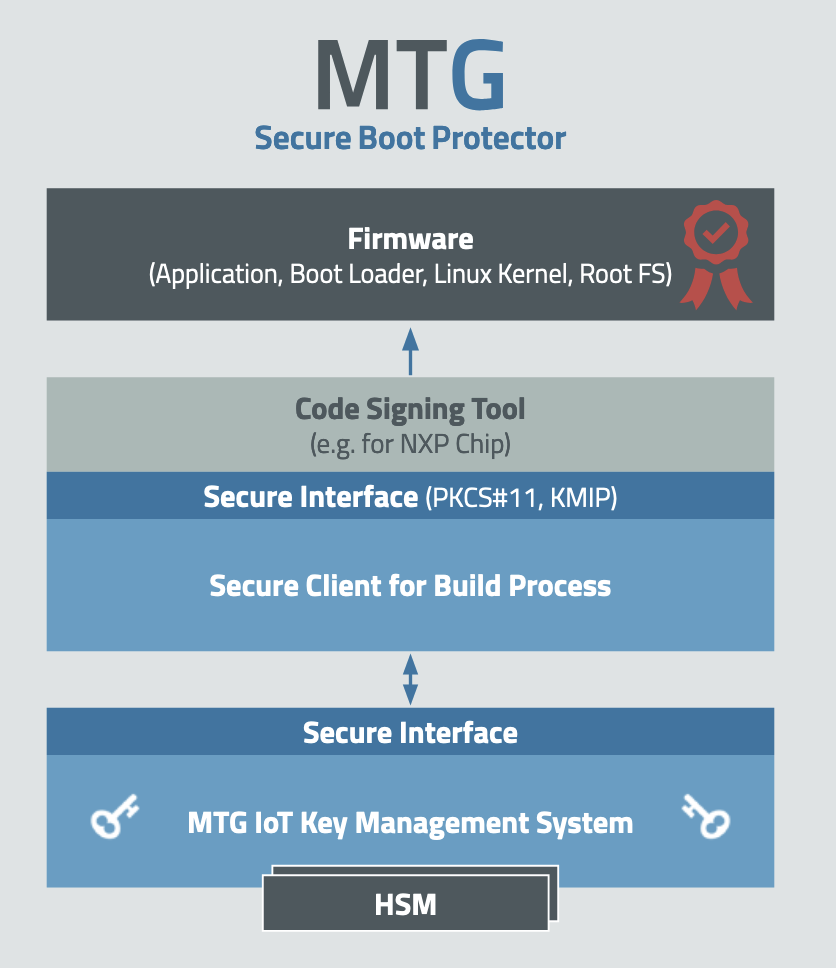 MTG
Secure Boot Protector
Firmware
(Application, Boot Loader, Linux Kernel, Root FS)
Code Signing Tool
(e.g. for NXP Chip)
Secure Interface (PKCS#11, KMIP)
Secure Client for Build Process
Secure Interface
MTG IoT Key Management System
HSM